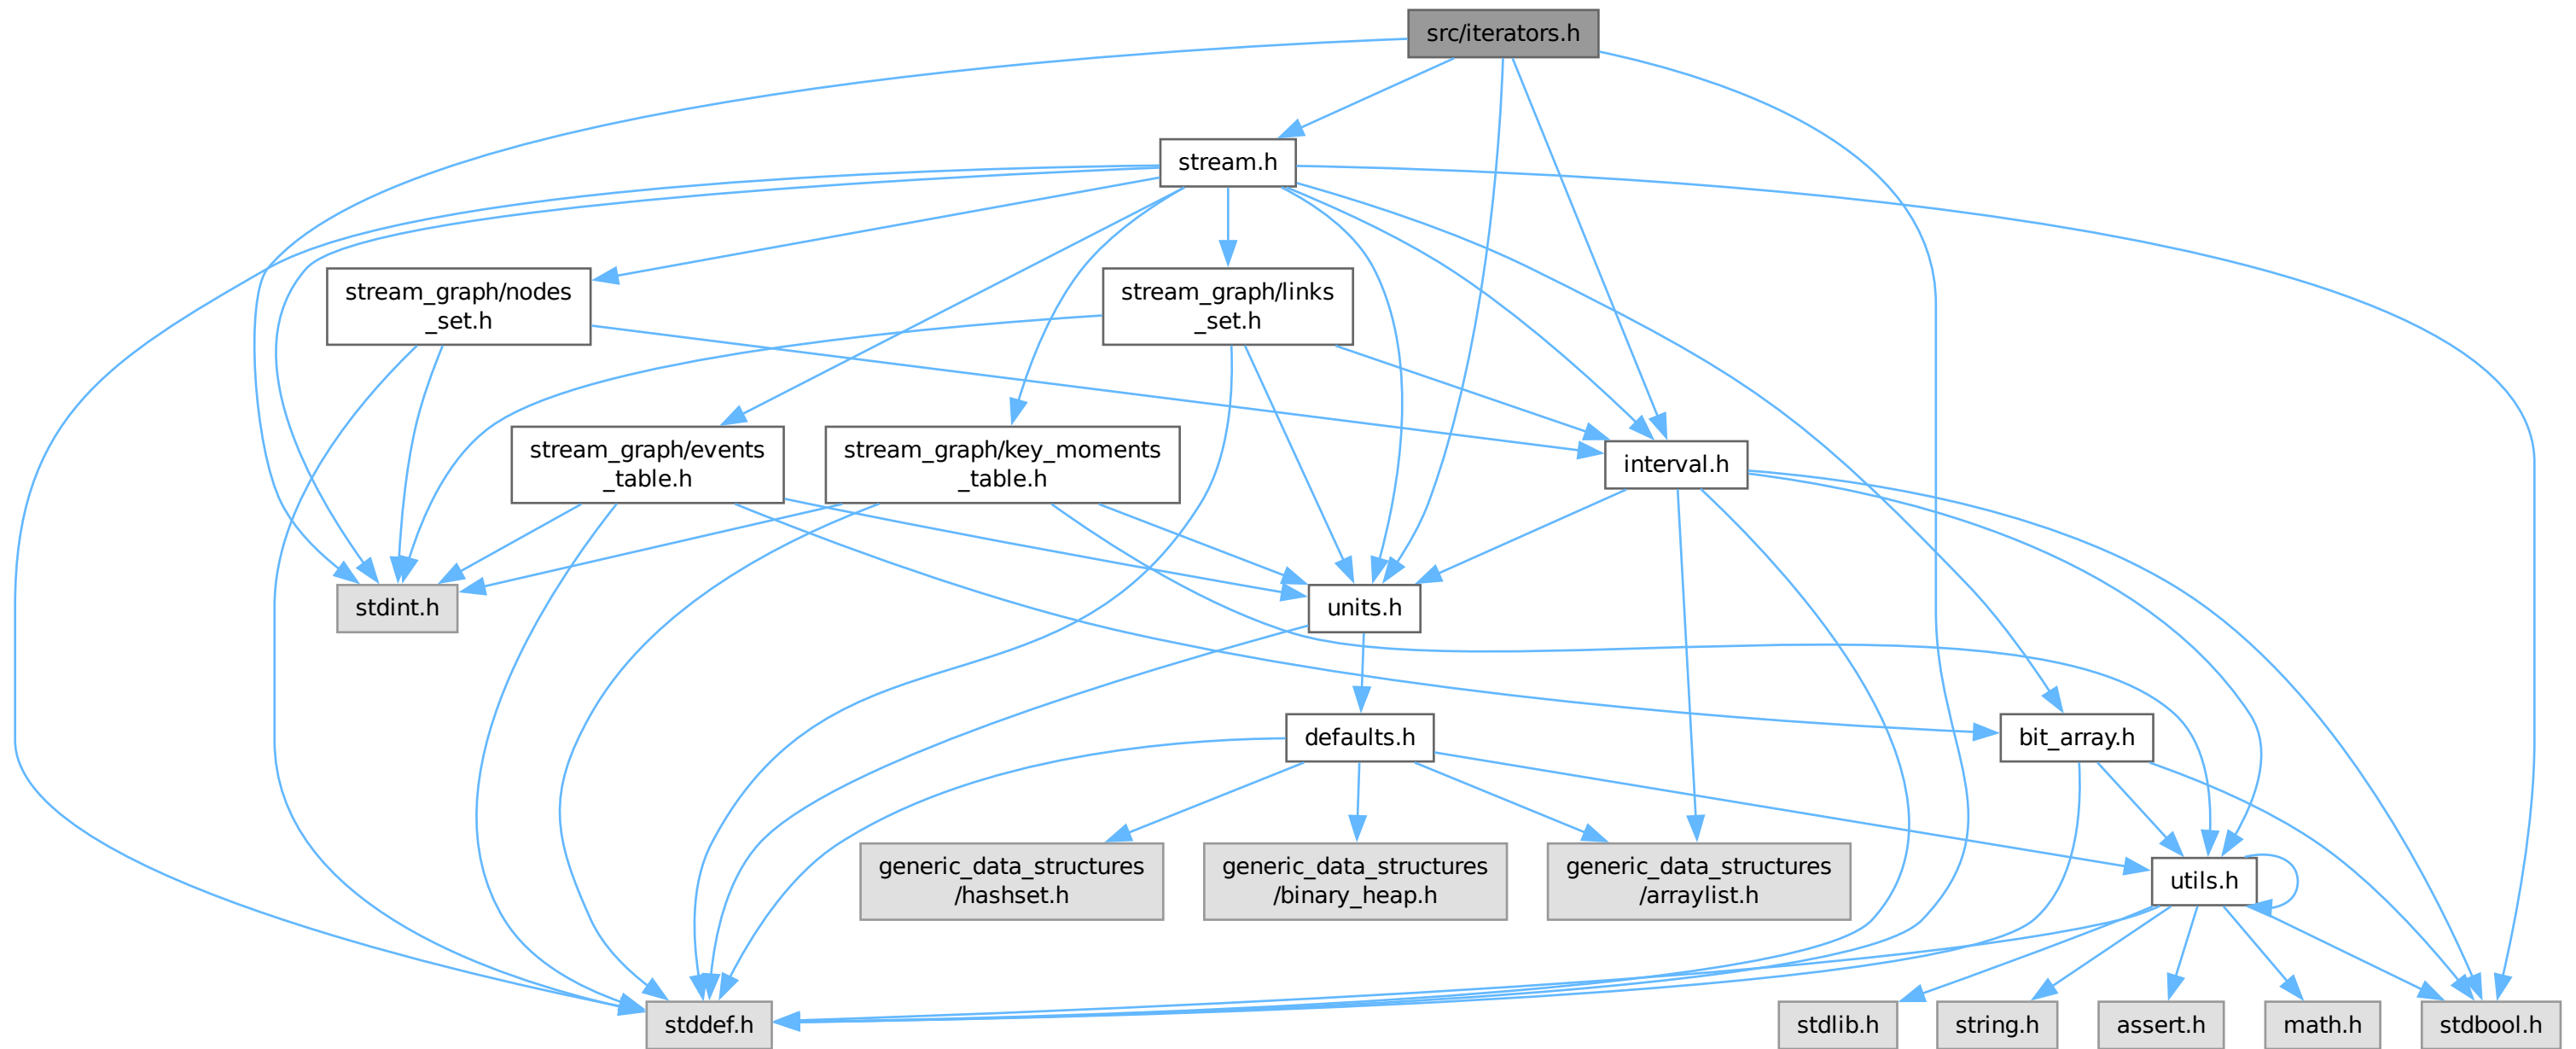 src/iterators.h
stream.h
stream_graph/nodes
_set.h
stream_graph/links
_set.h
stream_graph/events
_table.h
stream_graph/key_moments
_table.h
interval.h
stdint.h
units.h
defaults.h
bit_array.h
generic_data_structures
/hashset.h
generic_data_structures
/binary_heap.h
generic_data_structures
/arraylist.h
utils.h
stddef.h
stdlib.h
string.h
assert.h
math.h
stdbool.h